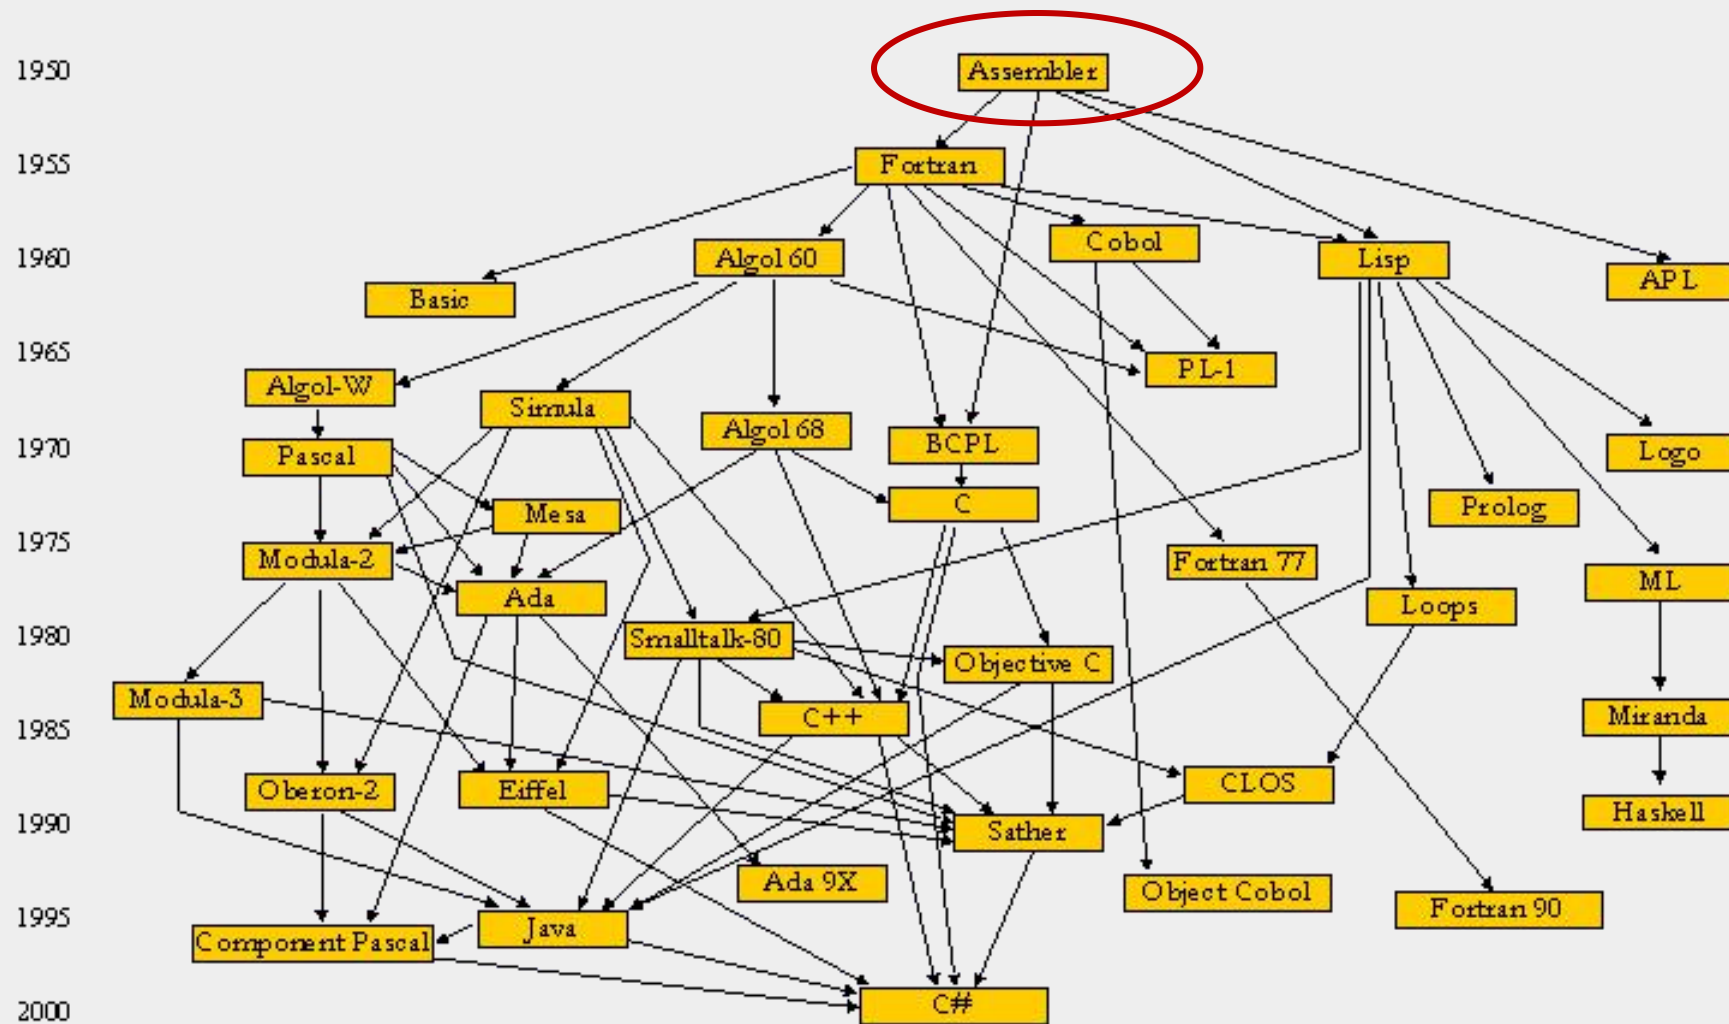 1950
Assembler
1955
Fortran
Cobol
1960
Algol 60
Lisp
APL
Basic
1965
PL-1
Algol-W
Simula
Algol 68
BCPL
1970
Pascal
Logo
C
Prolog
Mesa
1975
Modula-2
Fortran 77
ML
Ada
Loops
1980
Smalltalk-80
Objective C
Modula-3
C++
Miranda
1985
Oberon-2
Eiffel
CLOS
Haskell
1990
Sather
Ada 9X
Object Cobol
Fortran 90
1995
Java
Component Pascal
C#
2000